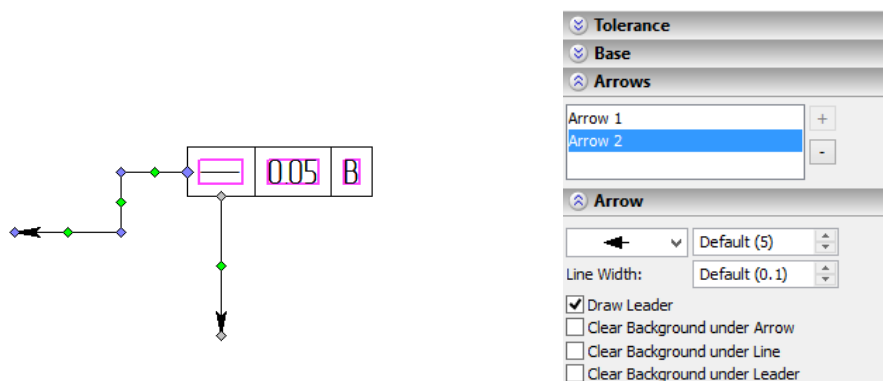 0.05 B
Tolerance
Base
Arrows
Arrow 1
Arrow 2
+
-
Arrow
Default (5)
Line Width: Default (0.1)
Draw Leader
Clear Background under Arrow
Clear Background under Line
Clear Background under Leader